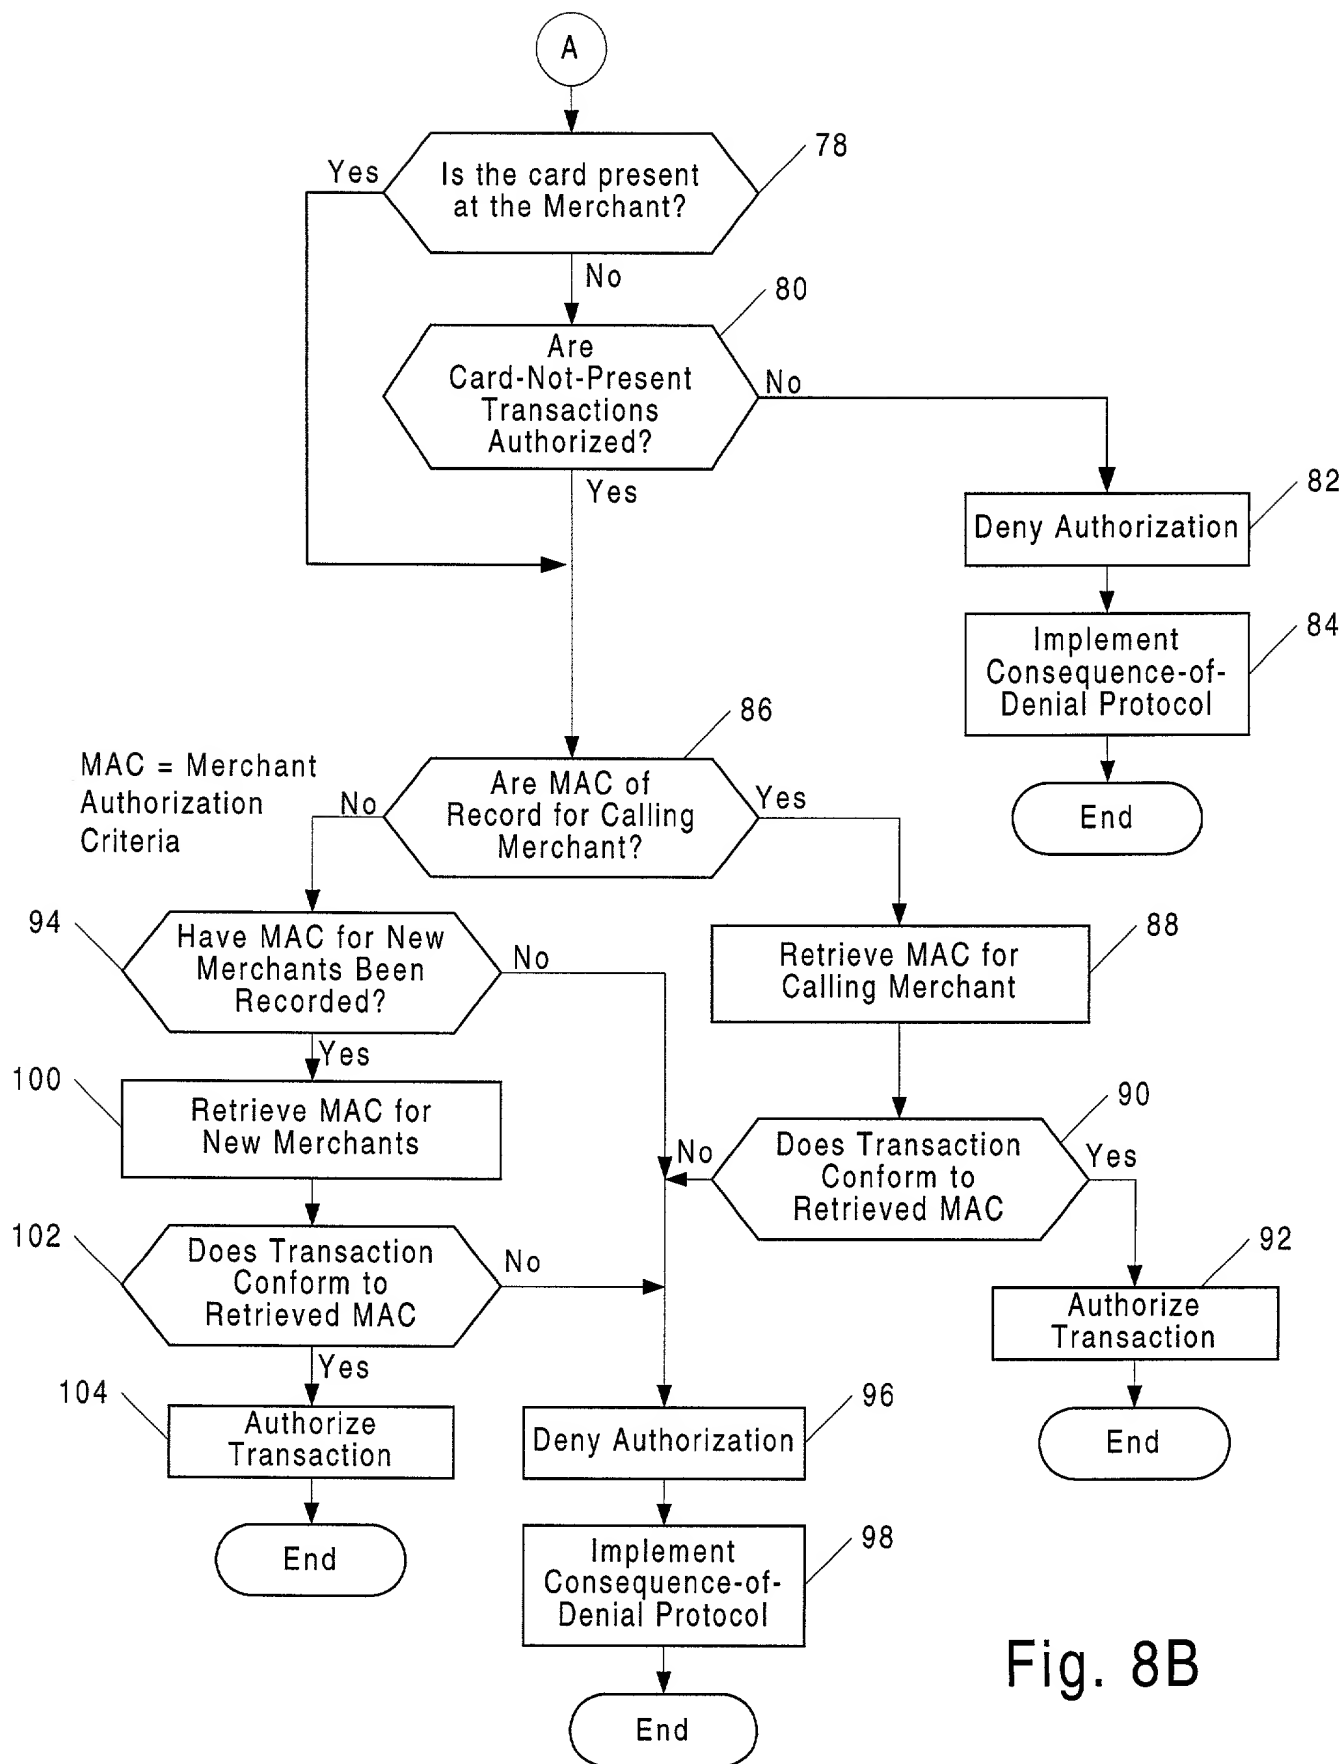 A
Yes
Is the card present
at the Merchant?
78
No
80
Are
Card-Not-Present
Transactions
Authorized?
No
Yes
82
Deny Authorization
84
Implement
Consequence-of-
Denial Protocol
End
86
MAC = Merchant
Authorization
Criteria
No
Are MAC of
Record for Calling
Merchant?
Yes
94
Have MAC for New
Merchants Been
Recorded?
No
88
Retrieve MAC for
Calling Merchant
Yes
100
Retrieve MAC for
New Merchants
90
No
Does Transaction
Conform to
Retrieved MAC
Yes
102
Does Transaction
Conform to
Retrieved MAC
No
92
Authorize
Transaction
Yes
104
Authorize
Transaction
96
Deny Authorization
End
End
98
Implement
Consequence-of-
Denial Protocol
End
Fig. 8B